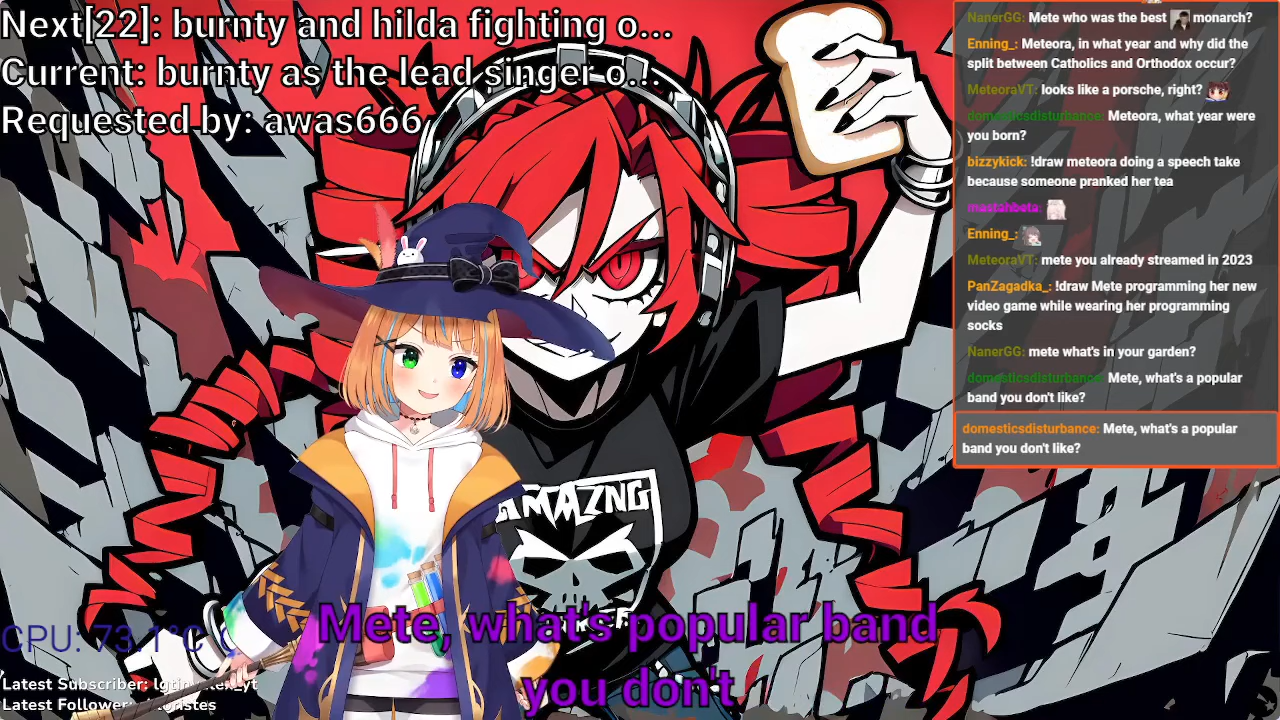 Next[22]: burnty and hilda fighting o...
Current: burnty as the lead singer o...
Requested by: awas666
NanerGG: Mete who was the best monarch?
Enning_: Meteora, in what year and why did the
split between Catholics and Orthodox occur?
MeteoraVT: looks like a porsche, right?
domesticsdisturbance: Meteora, what year were
you born?
bizzykick: !draw meteora doing a speech take
because someone pranked her tea
mastahbeta:
Enning_:
MeteoraVT: mete you already streamed in 2023
PanZagadka_: !draw Mete programming her new
video game while wearing her programming
socks
NanerGG: mete what's in your garden?
domesticsdisturbance: Mete, what's a popular
band you don't like?
domesticsdisturbance: Mete, what's a popular
band you don't like?
AMAZNG
Mete, what's popular band
you don't
CPU: 73.1°C
Latest Subscriber:
Latest Follower: